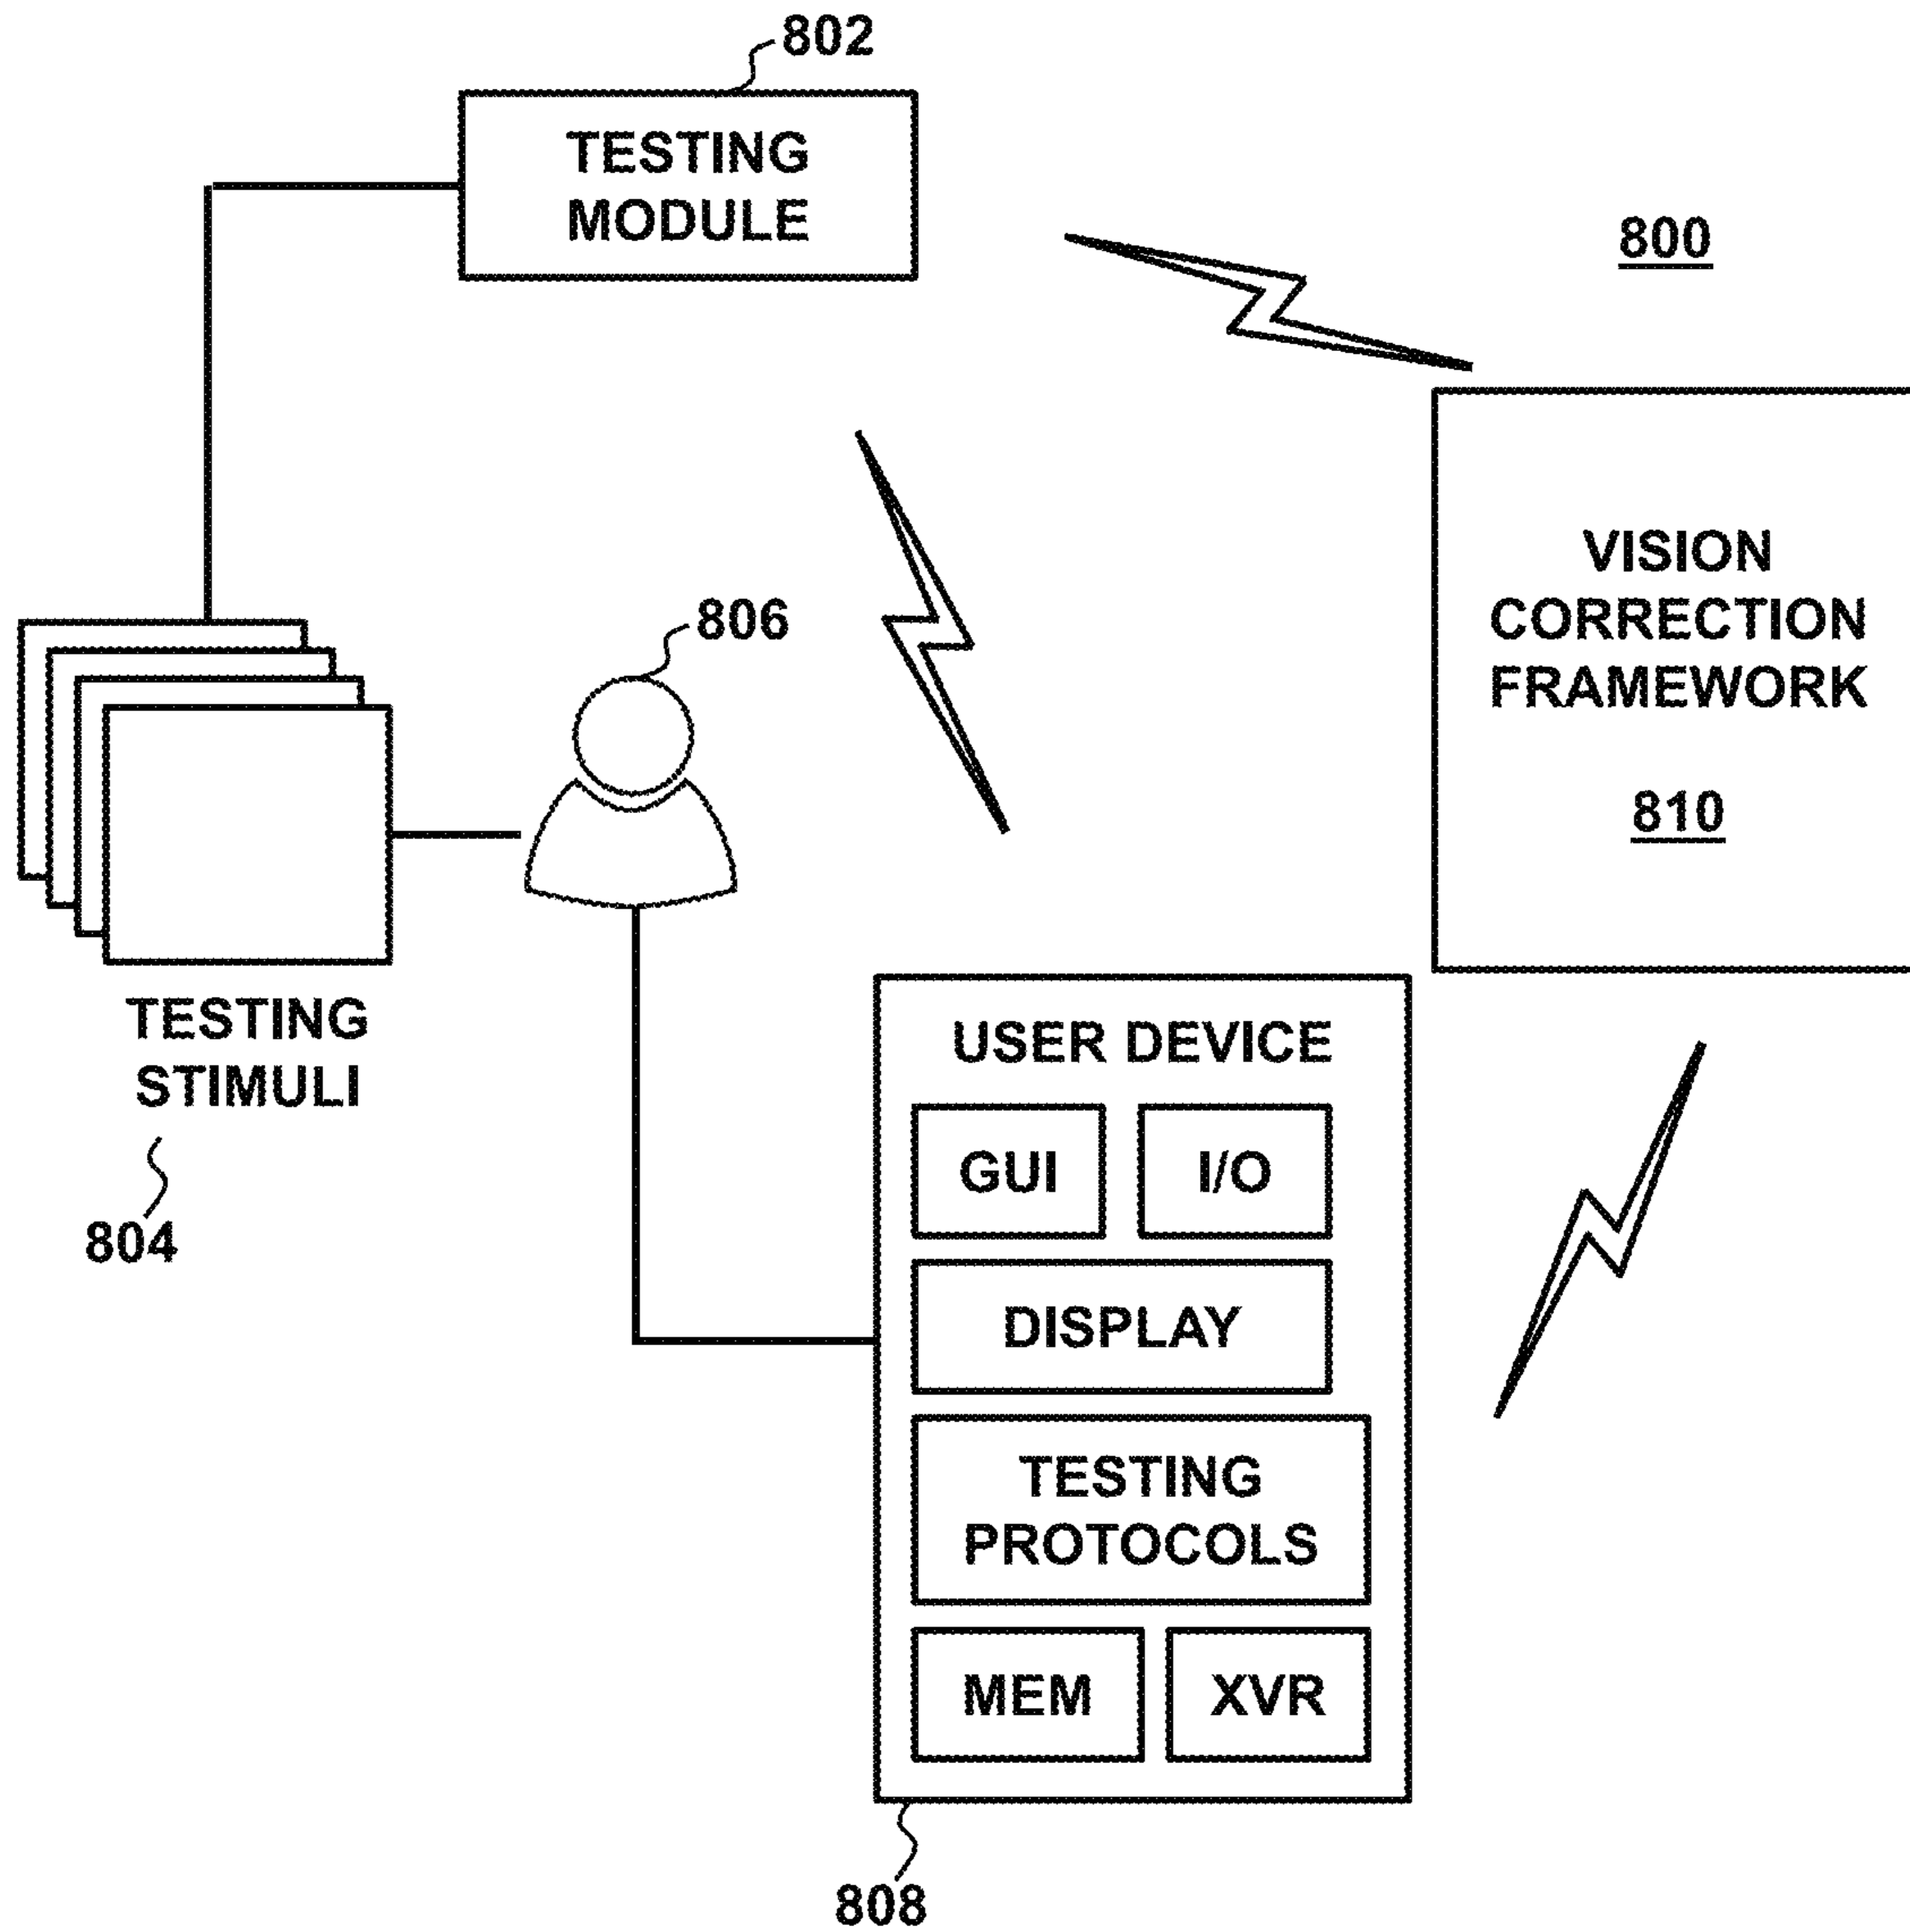 802
TESTING
MODULE
800
806
VISION
CORRECTION
FRAMEWORK
810
TESTING
STIMULI
804
USER DEVICE
GUI
I/O
DISPLAY
TESTING
PROTOCOLS
MEM
XVR
808